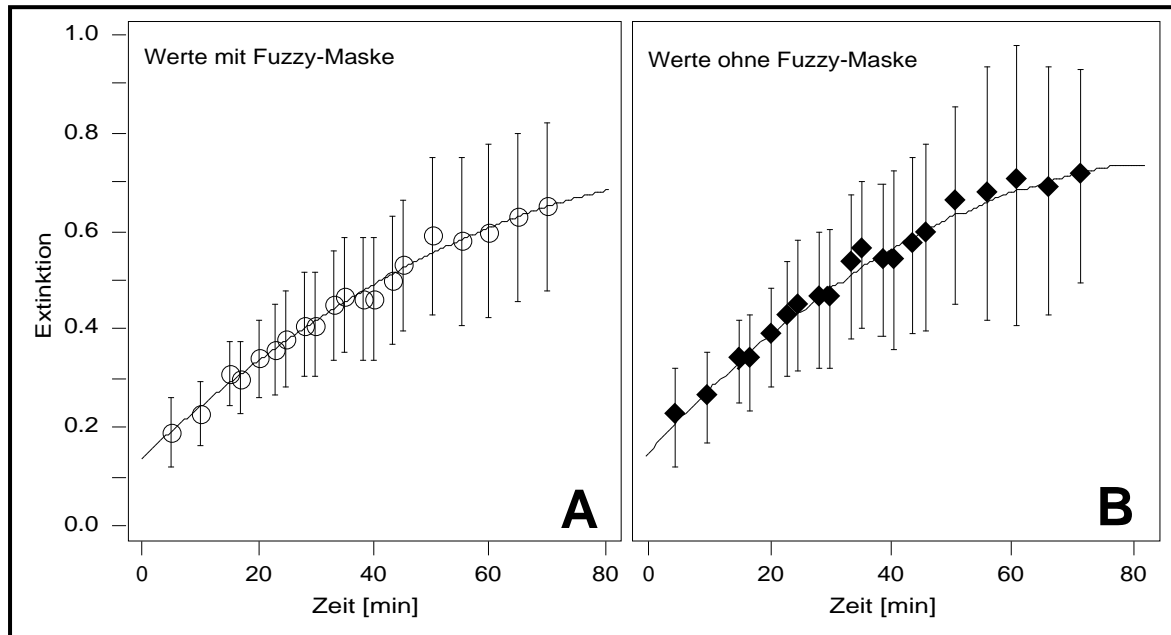 Werte mit Fuzzy-Maske
Werte ohne Fuzzy-Maske
1.0
0.8
0.6
0.4
0.2
0.0
Extinktion
A
B
0 20 40 60 80
0 20 40 60 80
Zeit [min]
Zeit [min]